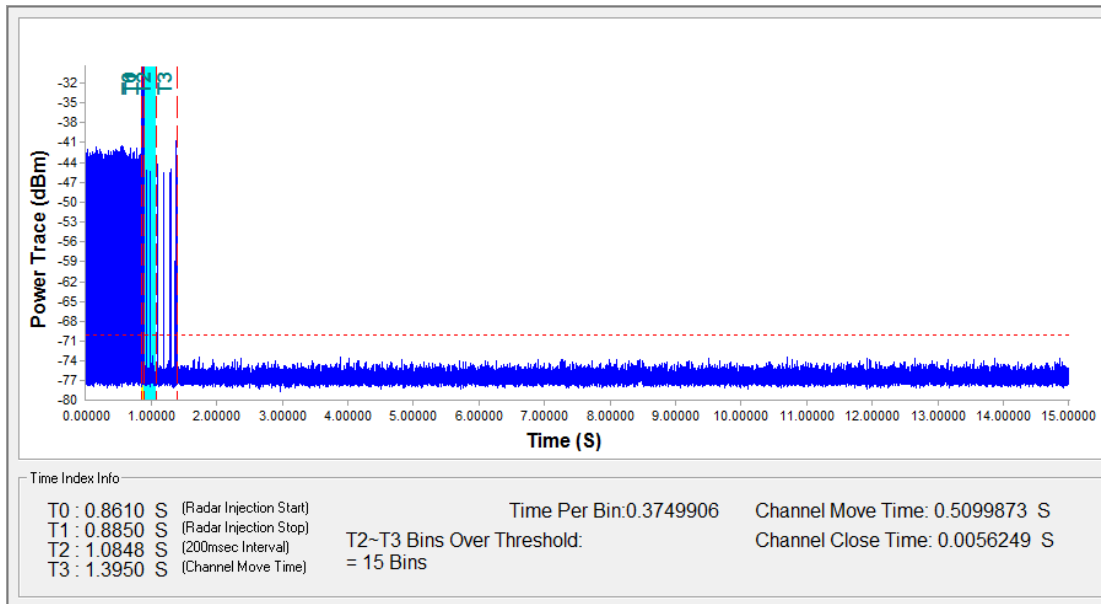 T0 T1 T2 T3
-32
-35
-38
-41
-44
-47
-50
-53
-56
-59
-62
-65
-68
-71
-74
-77
-80
Power Trace (dBm)
0.00000 1.00000 2.00000 3.00000 4.00000 5.00000 6.00000 7.00000 8.00000 9.00000 10.00000 11.00000 12.00000 13.00000 14.00000 15.00000
Time (S)
Time Index Info
T0 : 0.8610 S (Radar Injection Start)
T1 : 0.8850 S (Radar Injection Stop)
T2 : 1.0848 S (200msec Interval)
T3 : 1.3950 S (Channel Move Time)
Time Per Bin:0.3749906
T2~T3 Bins Over Threshold:
= 15 Bins
Channel Move Time: 0.5099873 S
Channel Close Time: 0.0056249 S